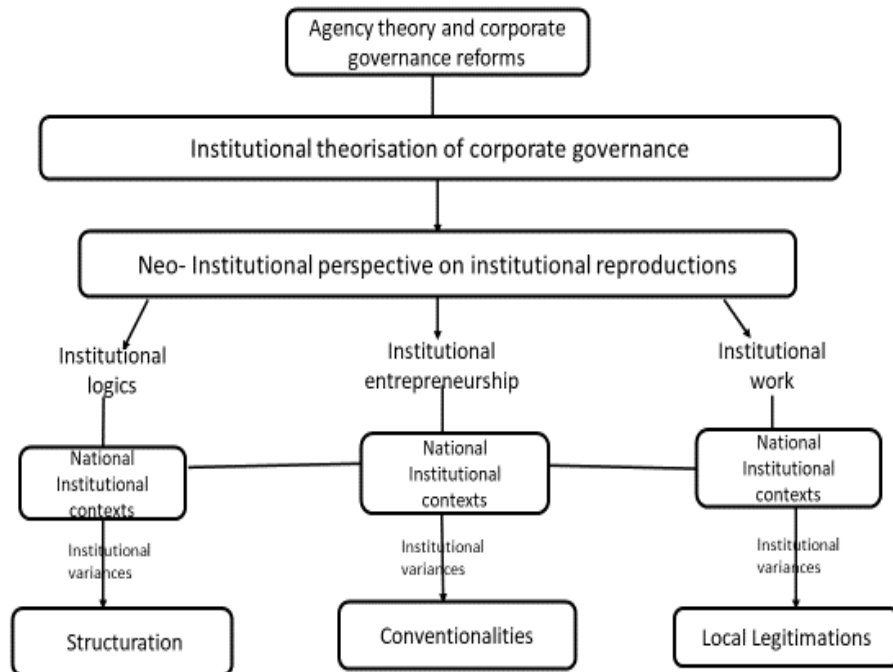 Agency theory and corporate
governance reforms
Institutional theorisation of corporate governance
Neo- Institutional perspective on institutional reproductions
Institutional
logics
Institutional
entrepreneurship
Institutional
work
National
Institutional
contexts
National
Institutional
contexts
National
Institutional
contexts
Institutional
variances
Institutional
variances
Institutional
variances
Structuration
Conventionalities
Local Legitimations